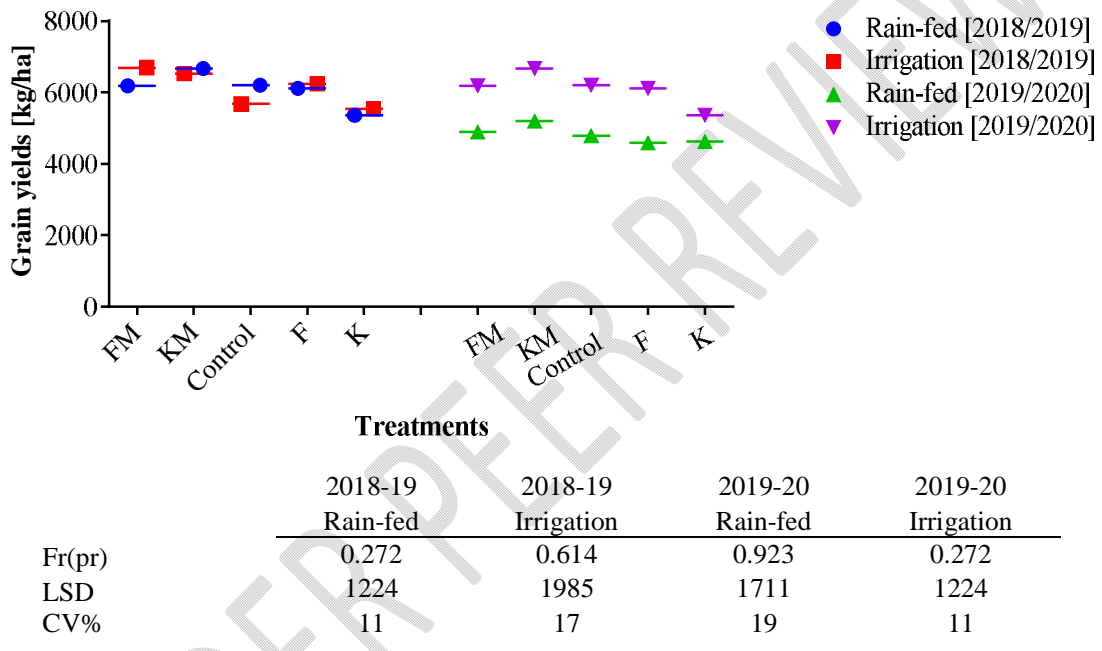 8000
6000
4000
2000
0
Grain yields [kg/ha]
Rain-fed [2018/2019]
Irrigation [2018/2019]
Rain-fed [2019/2020]
Irrigation [2019/2020]
FM KM Control F K FM KM Control F K
Treatments
2018-19 2018-19 2019-20 2019-20
Rain-fed Irrigation Rain-fed Irrigation
Fr(pr) 0.272 0.614 0.923 0.272
LSD 1224 1985 1711 1224
CV% 11 17 19 11
ER PEER REVIEW